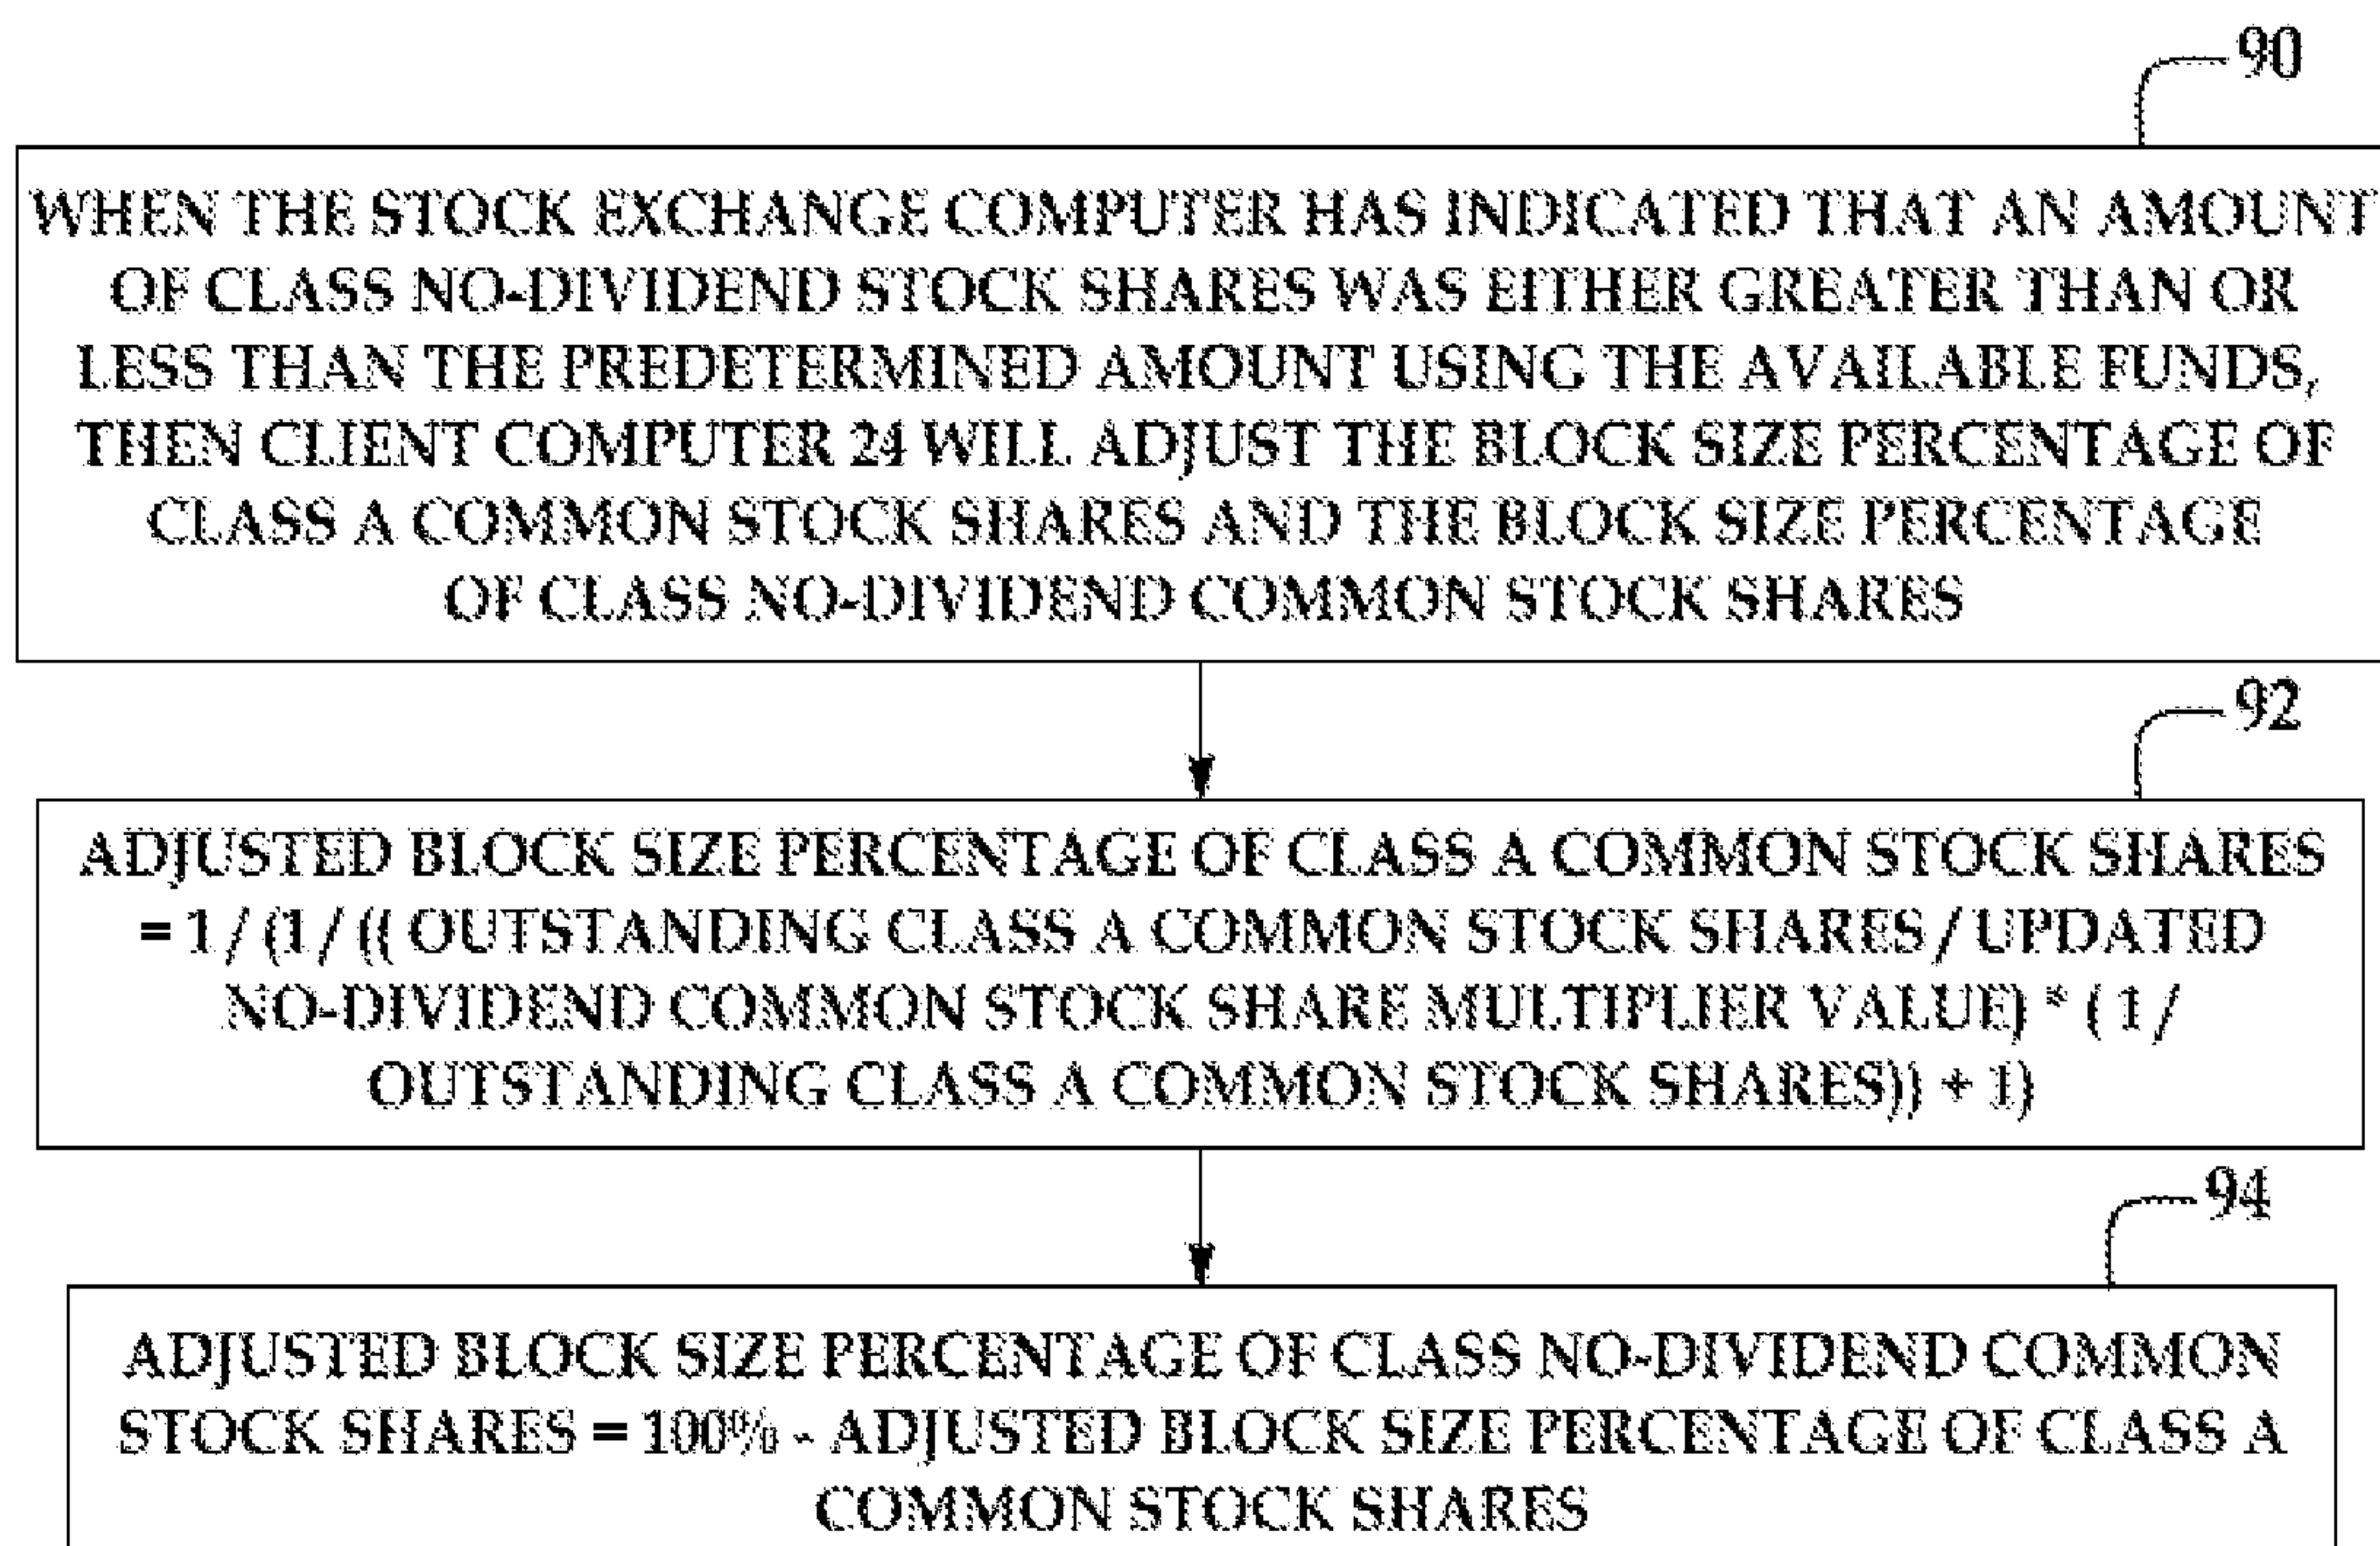 90
WHEN THE STOCK EXCHANGE COMPUTER HAS INDICATED THAT AN AMOUNT
OF CLASS NO-DIVIDEND STOCK SHARES WAS EITHER GREATER THAN OR
LESS THAN THE PREDETERMINED AMOUNT USING THE AVAILABLE FUNDS,
THEN CLIENT COMPUTER 24 WILL ADJUST THE BLOCK SIZE PERCENTAGE OF
CLASS A COMMON STOCK SHARES AND THE BLOCK SIZE PERCENTAGE
OF CLASS NO-DIVIDEND COMMON STOCK SHARES
92
ADJUSTED BLOCK SIZE PERCENTAGE OF CLASS A COMMON STOCK SHARES
= 1 / (1 / (( OUTSTANDING CLASS A COMMON STOCK SHARES / UPDATED
NO-DIVIDEND COMMON STOCK SHARE MULTIPLIER VALUE) * ( 1 /
OUTSTANDING CLASS A COMMON STOCK SHARES)) + 1)
94
ADJUSTED BLOCK SIZE PERCENTAGE OF CLASS NO-DIVIDEND COMMON
STOCK SHARES = 100% - ADJUSTED BLOCK SIZE PERCENTAGE OF CLASS A
COMMON STOCK SHARES